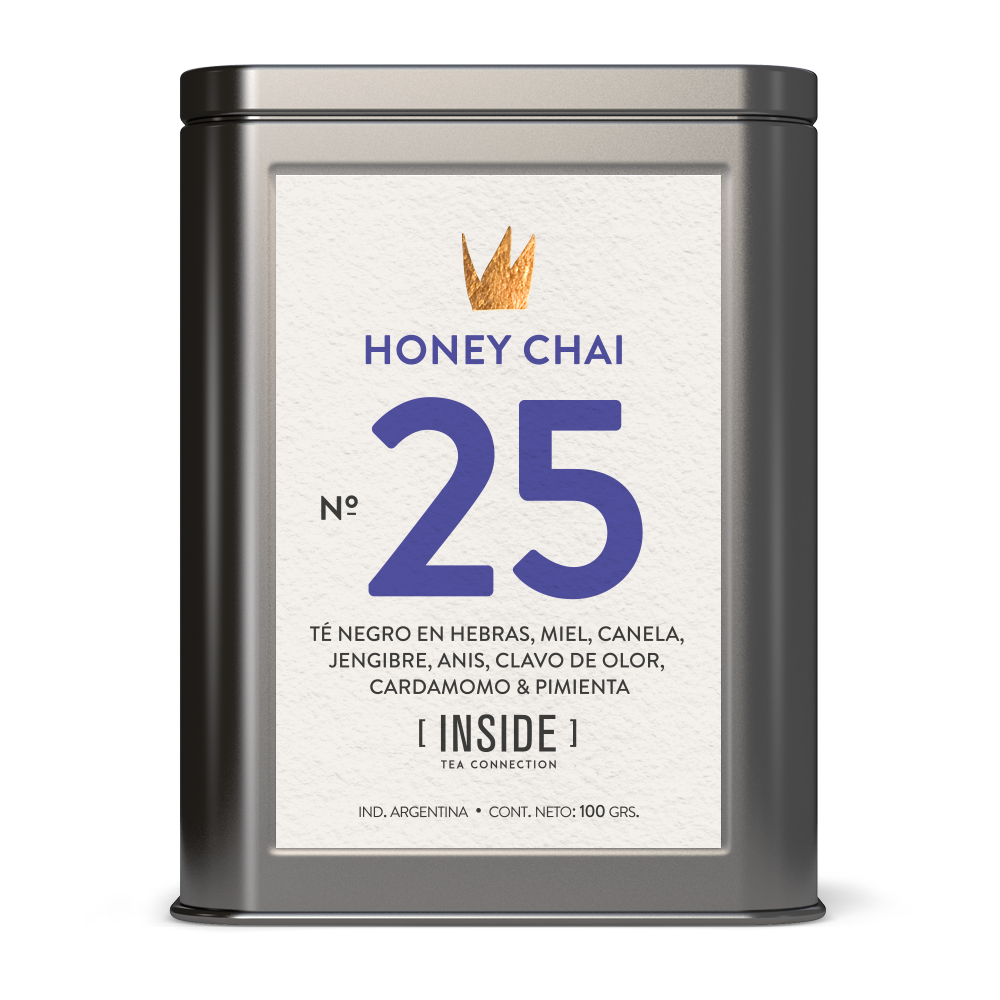 HONEY CHAI
Nº 25
TÉ NEGRO EN HEBRAS, MIEL, CANELA,
JENGIBRE, ANIS, CLAVO DE OLOR,
CARDAMOMO & PIMIENTA
[ INSIDE ]
TEA CONNECTION
IND. ARGENTINA • CONT. NETO: 100 GRS.